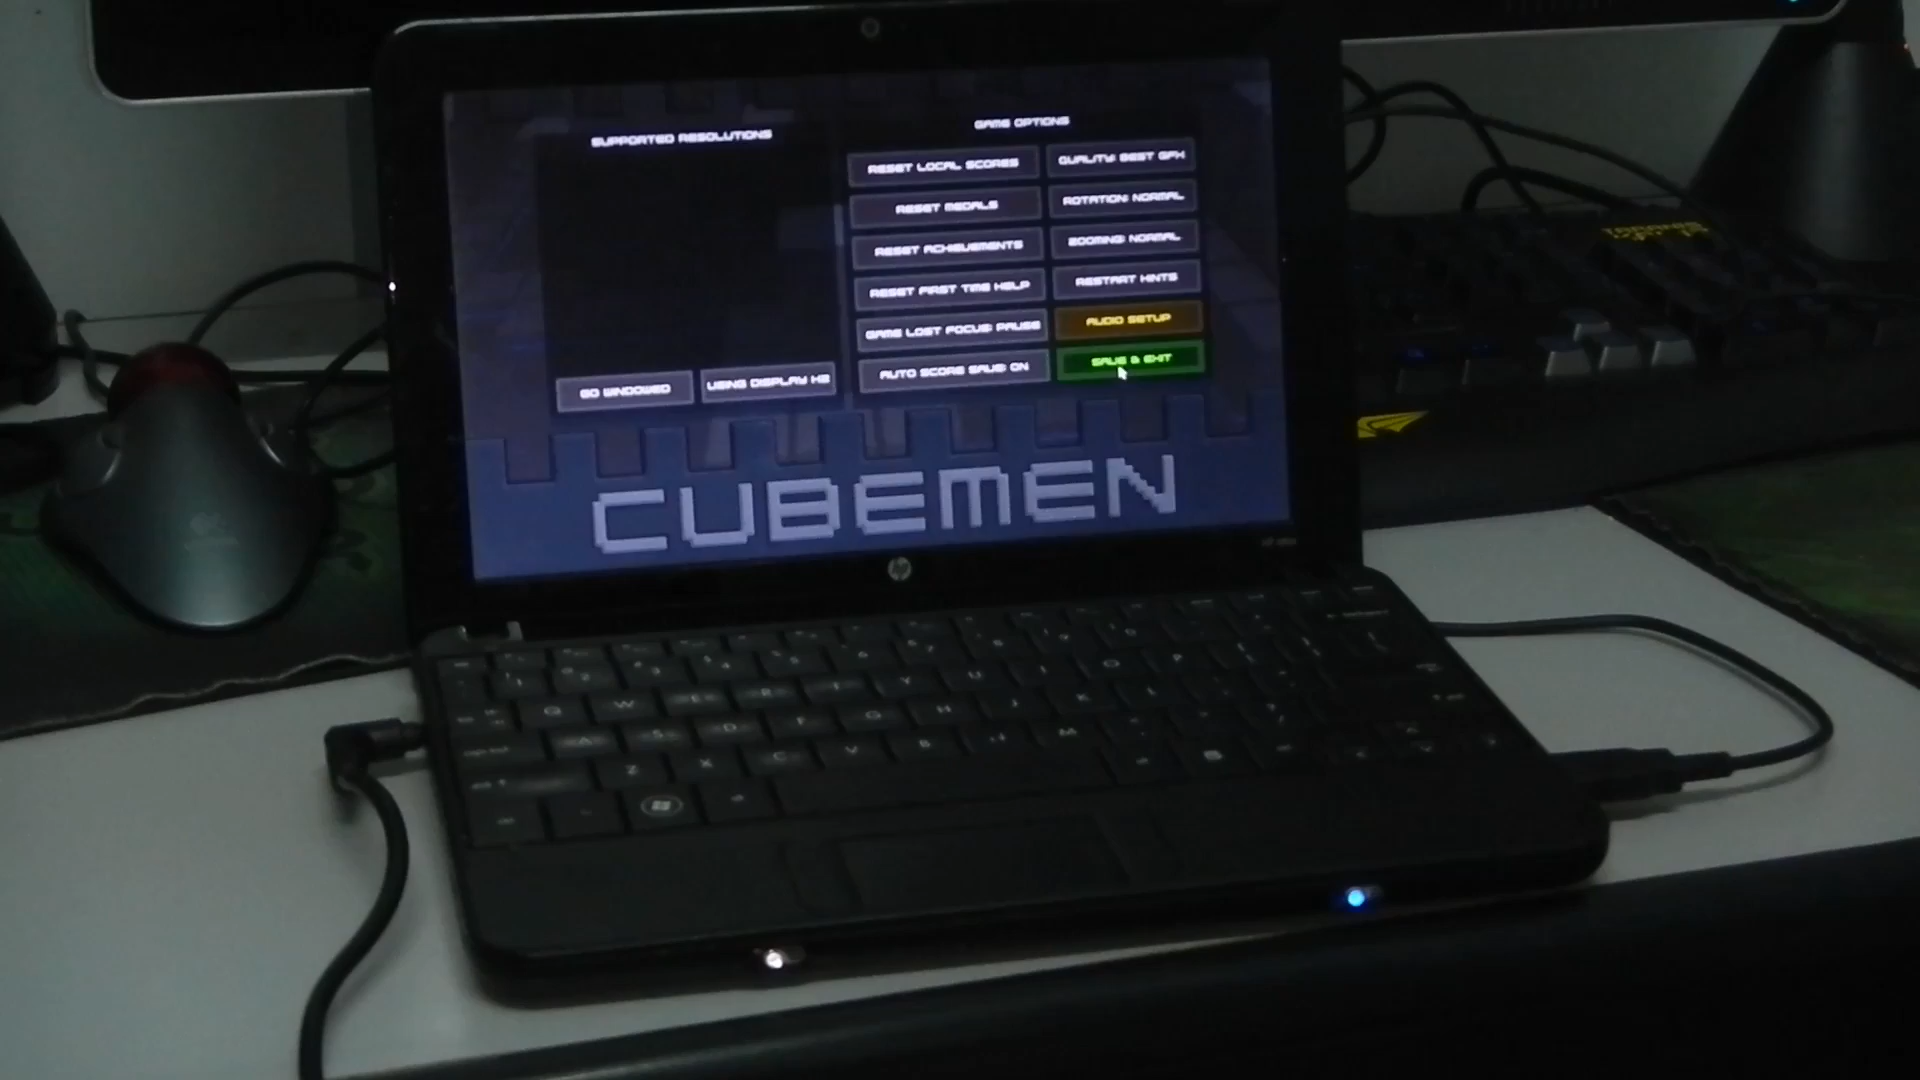 SUPPORTED RESOLUTIONS
GO WINDOWED
USING DISPLAY #2
GAME OPTIONS
RESET LOCAL SCORES
QUALITY: BEST GFX
RESET MEDALS
ROTATION: NORMAL
RESET ACHIEVEMENTS
ZOOMING: NORMAL
RESET FIRST TIME HELP
RESTART HINTS
GAME LOST FOCUS: PAUSE
AUDIO SETUP
AUTO SCORE SAVE: ON
SAVE & EXIT
CUBEMEN
hp
Q W E R T Y U I O P
A S D F G H J K L
Z X C V B N M